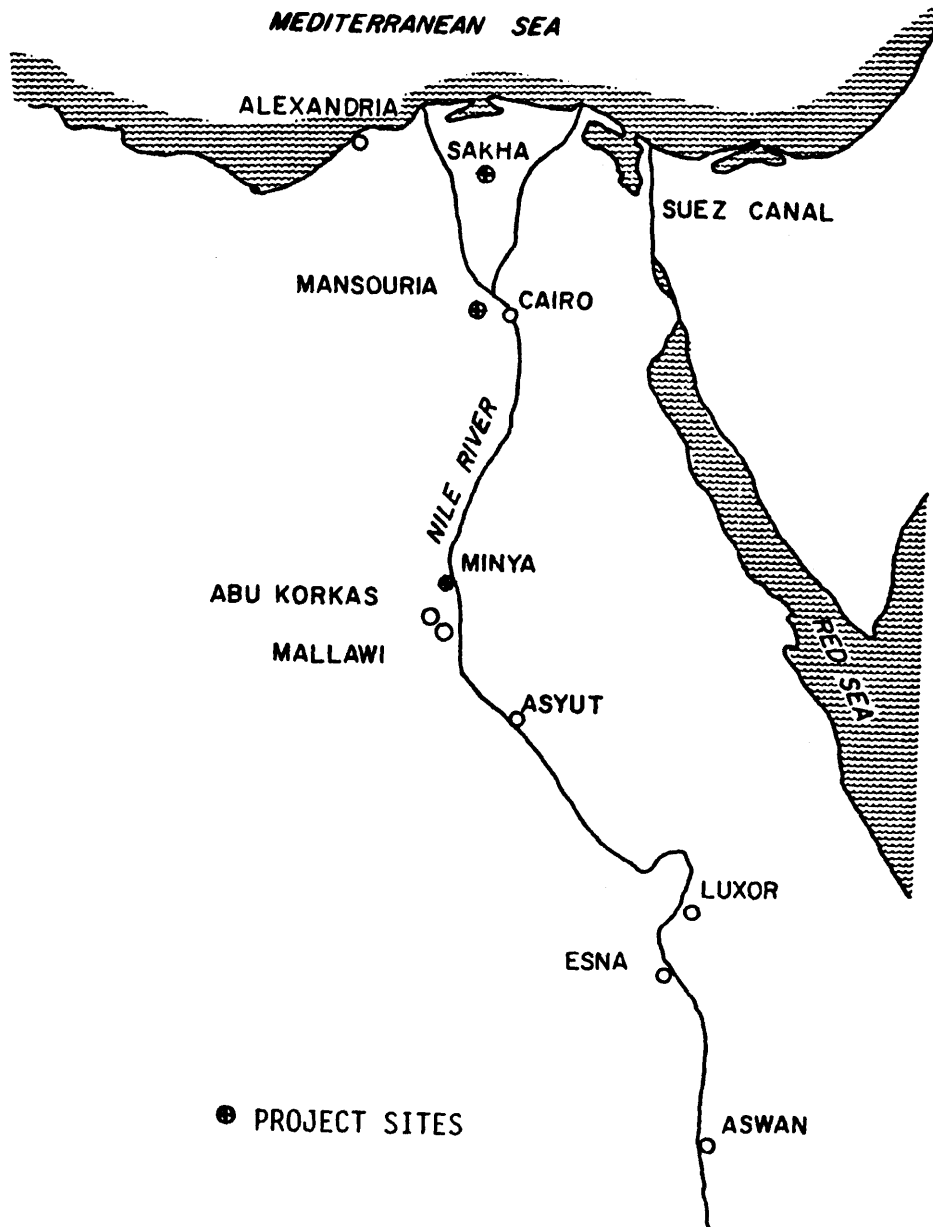 MEDITERRANEAN SEA
ALEXANDRIA
SAKHA
SUEZ CANAL
MANSOURIA
CAIRO
NILE RIVER
MINYA
ABU KORKAS
MALLAWI
RED SEA
ASYUT
LUXOR
ESNA
PROJECT SITES
ASWAN